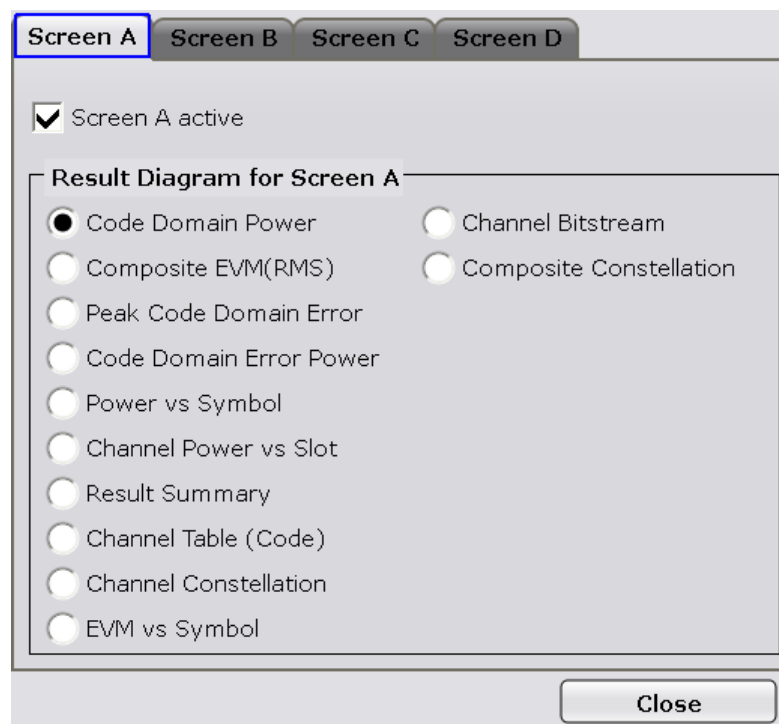 Screen A Screen B Screen C Screen D
Screen A active
Result Diagram for Screen A
Code Domain Power
Composite EVM(RMS)
Peak Code Domain Error
Code Domain Error Power
Power vs Symbol
Channel Power vs Slot
Result Summary
Channel Table (Code)
Channel Constellation
EVM vs Symbol
Channel Bitstream
Composite Constellation
Close